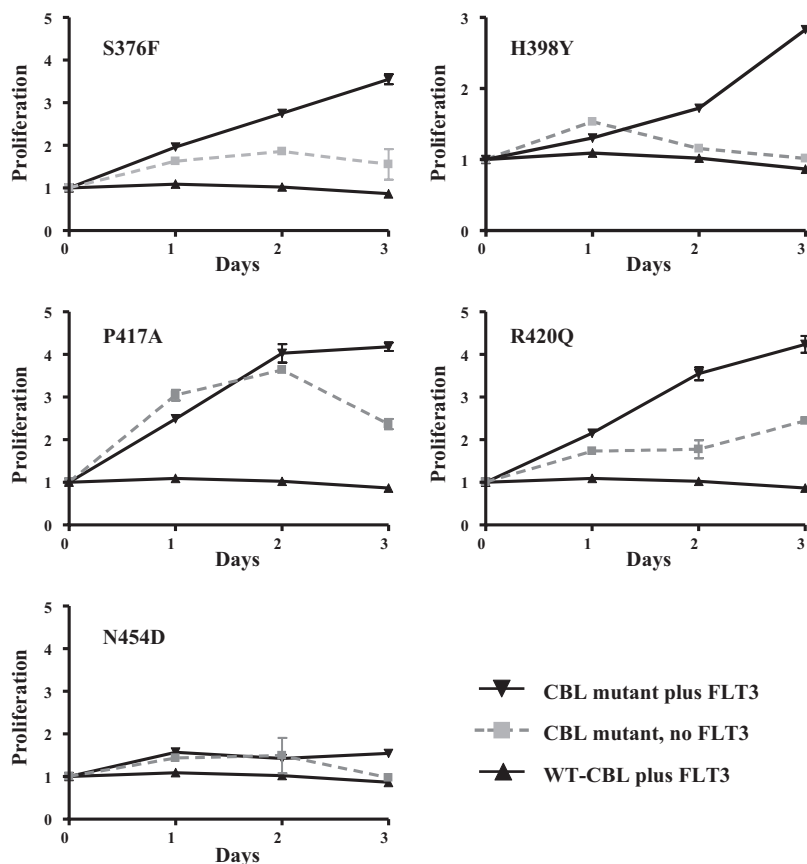 S376F
Proliferation
5
4
3
2
1
0
0 1 2 3
Days
H398Y
Proliferation
3
2
1
0
0 1 2 3
Days
P417A
Proliferation
5
4
3
2
1
0
0 1 2 3
Days
R420Q
Proliferation
5
4
3
2
1
0
0 1 2 3
Days
N454D
Proliferation
5
4
3
2
1
0
0 1 2 3
Days
CBL mutant plus FLT3
CBL mutant, no FLT3
WT-CBL plus FLT3